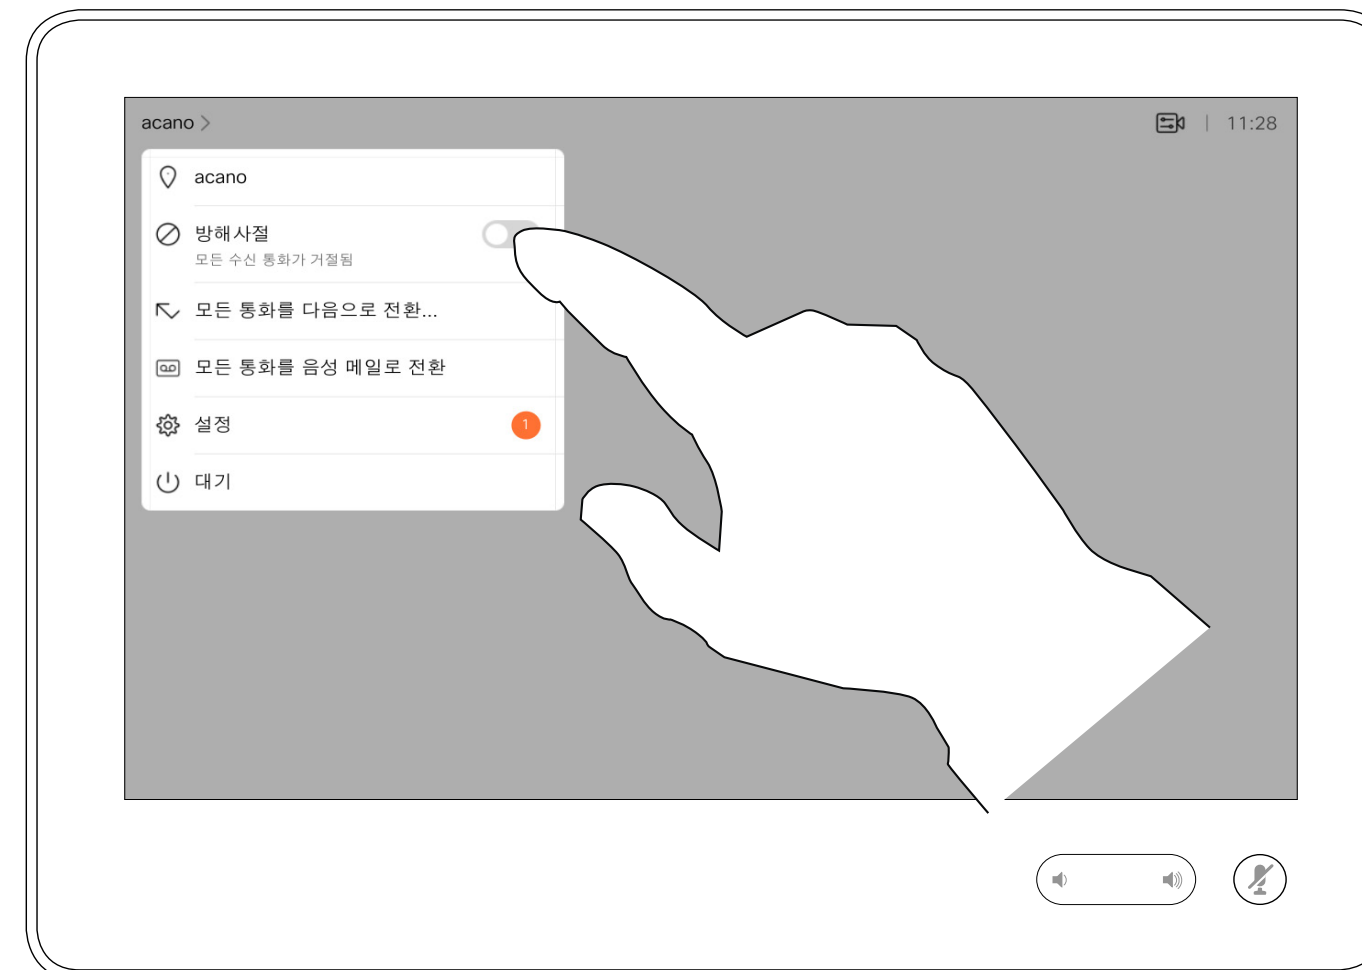 acano
11:28
acano
방해사절
모든 수신 통화가 거절됨
모든 통화를 다음으로 전환...
모든 통화를 음성 메일로 전환
설정
1
대기